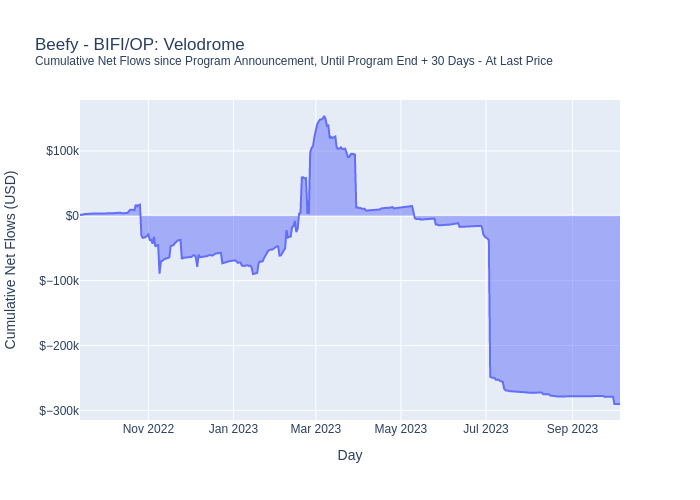 Beefy - BIFI/OP: Velodrome
Cumulative Net Flows since Program Announcement, Until Program End + 30 Days - At Last Price
Cumulative Net Flows (USD)
$100k
$0
$−100k
$−200k
$−300k
Nov 2022 Jan 2023 Mar 2023 May 2023 Jul 2023 Sep 2023
Day